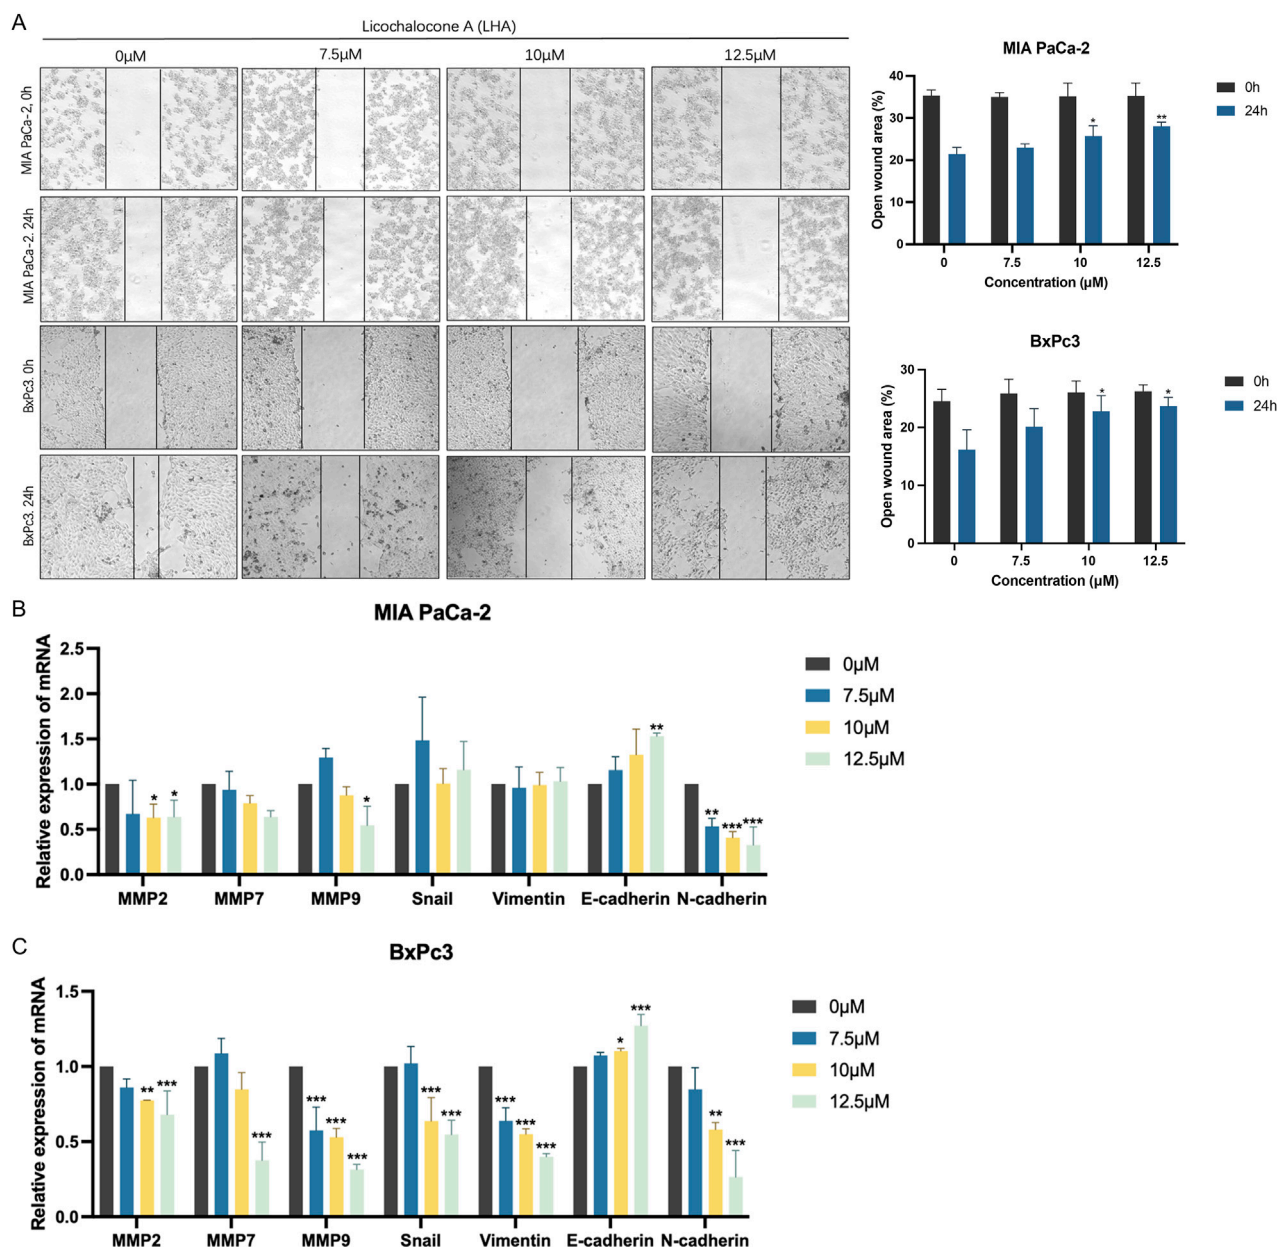 A
Licochalocone A (LHA)
0μM
7.5μM
10μM
12.5μM
MIA PaCa-2, 0h
MIA PaCa-2. 24h
BxPc3. 0h
BxPc3. 24h
MIA PaCa-2
Open wound area (%)
40
30
20
10
0
*
**
0
7.5
10
12.5
Concentration (μM)
0h
24h
BxPc3
Open wound area (%)
30
20
10
0
*
*
0
7.5
10
12.5
Concentration (μM)
0h
24h
B
MIA PaCa-2
Relative expression of mRNA
2.5
2.0
1.5
1.0
0.5
0.0
*
*
*
**
**
***
***
MMP2
MMP7
MMP9
Snail
Vimentin
E-cadherin
N-cadherin
0μM
7.5μM
10μM
12.5μM
C
BxPc3
Relative expression of mRNA
1.5
1.0
0.5
0.0
**
***
***
***
***
***
***
***
***
***
***
*
***
**
***
MMP2
MMP7
MMP9
Snail
Vimentin
E-cadherin
N-cadherin
0μM
7.5μM
10μM
12.5μM